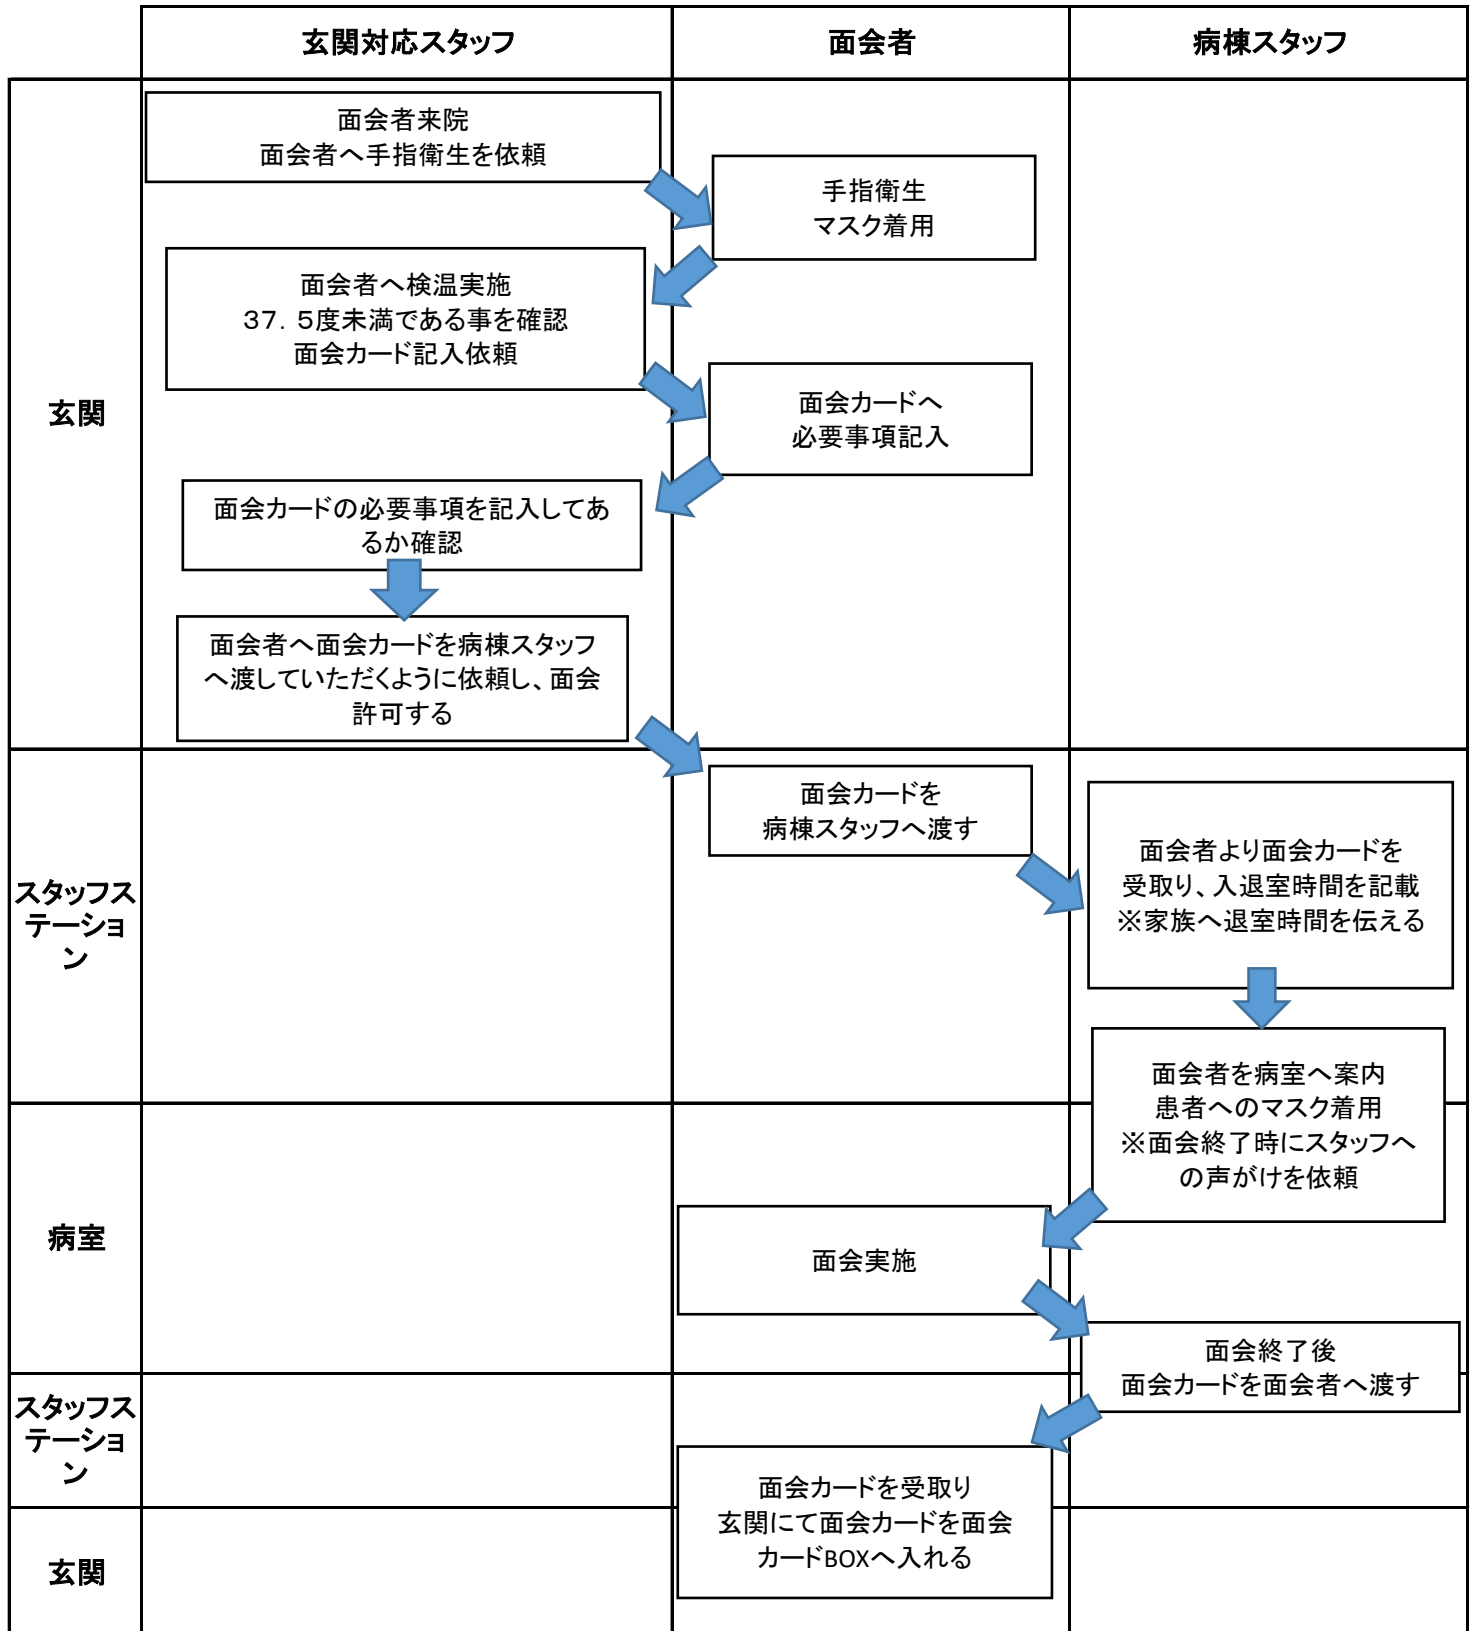 玄関対応スタッフ
面会者
病棟スタッフ
玄関
面会者来院
面会者へ手指衛生を依頼
手指衛生
マスク着用
面会者へ検温実施
37．5度未満である事を確認
面会カード記入依頼
面会カードへ
必要事項記入
面会カードの必要事項を記入してあ
るか確認
面会者へ面会カードを病棟スタッフ
へ渡していただくように依頼し、面会
許可する
スタッフス
テーショ
ン
面会カードを
病棟スタッフへ渡す
面会者より面会カードを
受取り、入退室時間を記載
※家族へ退室時間を伝える
面会者を病室へ案内
患者へのマスク着用
※面会終了時にスタッフへ
の声がけを依頼
病室
面会実施
面会終了後
面会カードを面会者へ渡す
スタッフス
テーショ
ン
面会カードを受取り
玄関にて面会カードを面会
カードBOXへ入れる
玄関